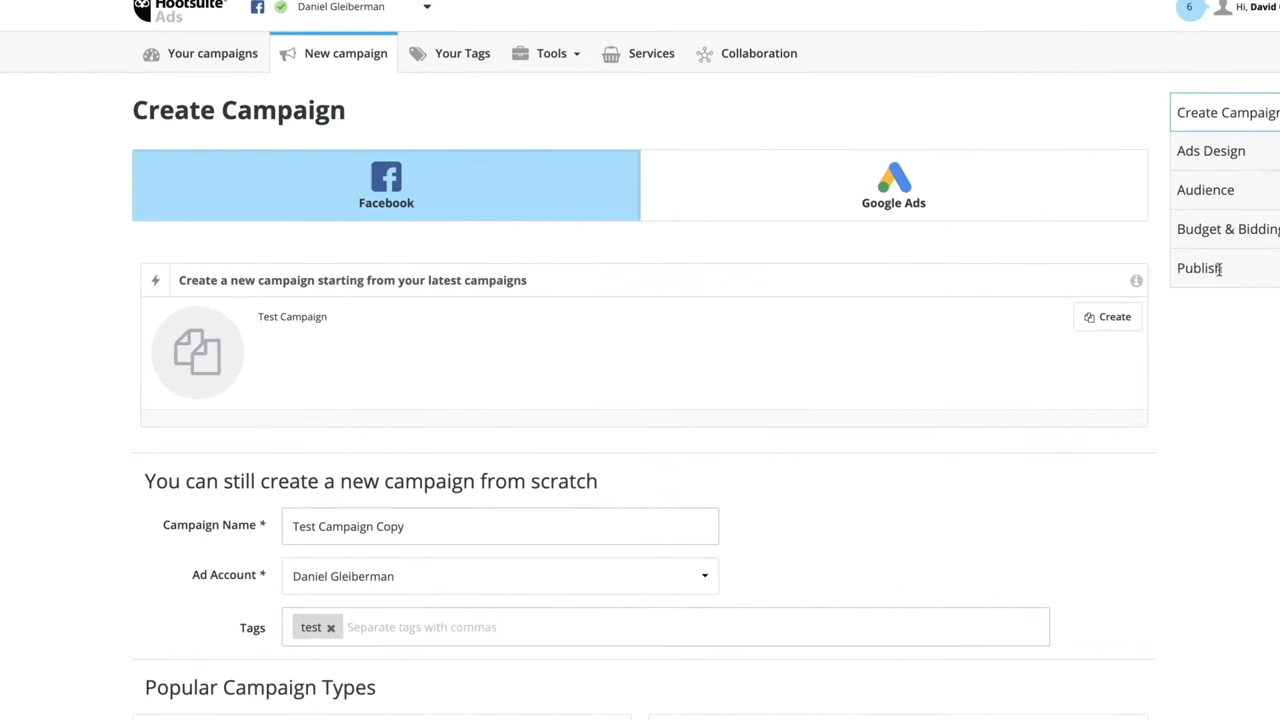 Hootsuite
Ads
Daniel Gleiberman
6
Hi, David
Your campaigns
New campaign
Your Tags
Tools
Services
Collaboration
Create Campaign
Facebook
Google Ads
Create Campaign
Ads Design
Audience
Budget & Bidding
Publish
Create a new campaign starting from your latest campaigns
Test Campaign
Create
You can still create a new campaign from scratch
Campaign Name *
Test Campaign Copy
Ad Account *
Daniel Gleiberman
Tags
test
Separate tags with commas
Popular Campaign Types